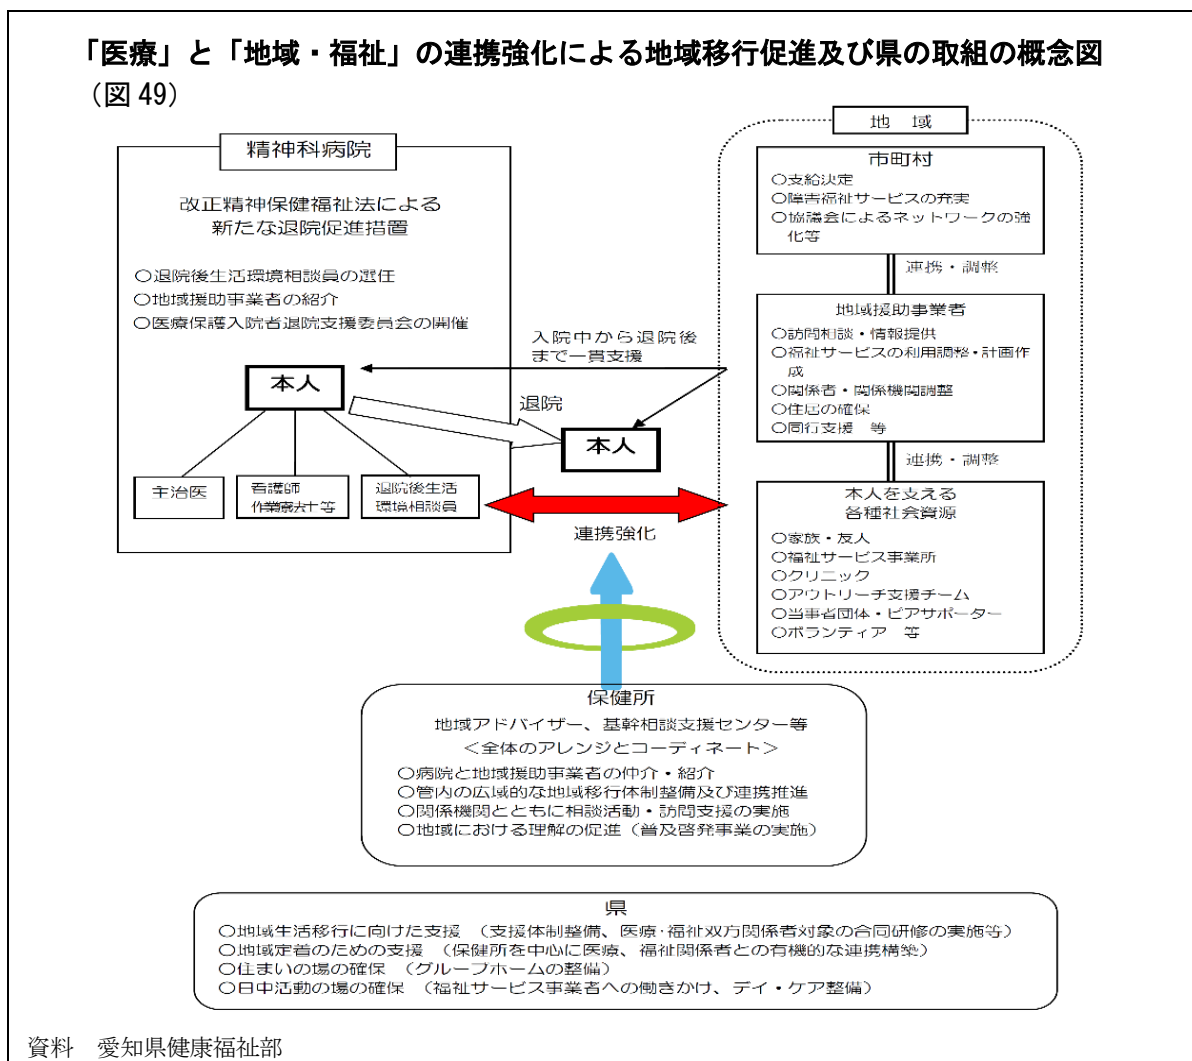 「医療」と「地域・福祉」の連携強化による地域移行促進及び県の取組の概念図
（図 49）
精神科病院
改正精神保健福祉法による
新たな退院促進措置
○退院後生活環境相談員の選任
○地域援助事業者の紹介
○医療保護入院者退院支援委員会の開催
本人
主治医
看護師
作業療法士等
退院後生活
環境相談員
入院中から退院後
まで一貫支援
退院
本人
連携強化
地　域
市町村
○支給決定
○障害福祉サービスの充実
○協議会によるネットワークの強
化等
連携・調整
地域援助事業者
○訪問相談・情報提供
○福祉サービスの利用調整・計画作
成
○関係者・関係機関調整
○住居の確保
○同行支援　等
連携・調整
本人を支える
各種社会資源
○家族・友人
○福祉サービス事業所
○クリニック
○アウトリーチ支援チーム
○当事者団体・ピアサポーター
○ボランティア　等
保健所
地域アドバイザー、基幹相談支援センター等
＜全体のアレンジとコーディネート＞
○病院と地域援助事業者の仲介・紹介
○管内の広域的な地域移行体制整備及び連携推進
○関係機関とともに相談活動・訪問支援の実施
○地域における理解の促進（普及啓発事業の実施）
県
○地域生活移行に向けた支援　（支援体制整備、医療・福祉双方関係者対象の合同研修の実施等）
○地域定着のための支援　（保健所を中心に医療、福祉関係者との有機的な連携構築）
○住まいの場の確保　（グループホームの整備）
○日中活動の場の確保　（福祉サービス事業者への働きかけ、デイ・ケア整備）
資料　愛知県健康福祉部